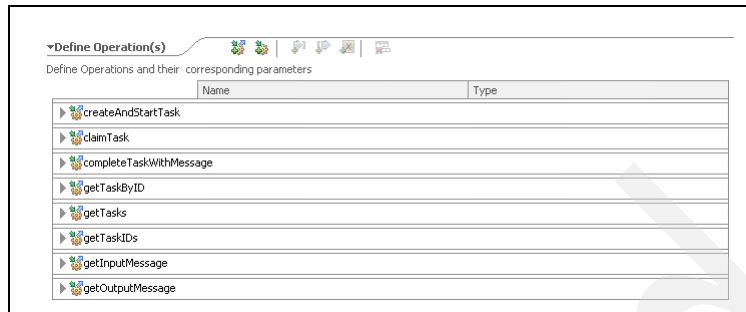 Define Operation(s)
Define Operations and their corresponding parameters
Name Type
createAndStartTask
claimTask
completeTaskWithMessage
getTaskByID
getTasks
getTaskIDs
getInputMessage
getOutputMessage